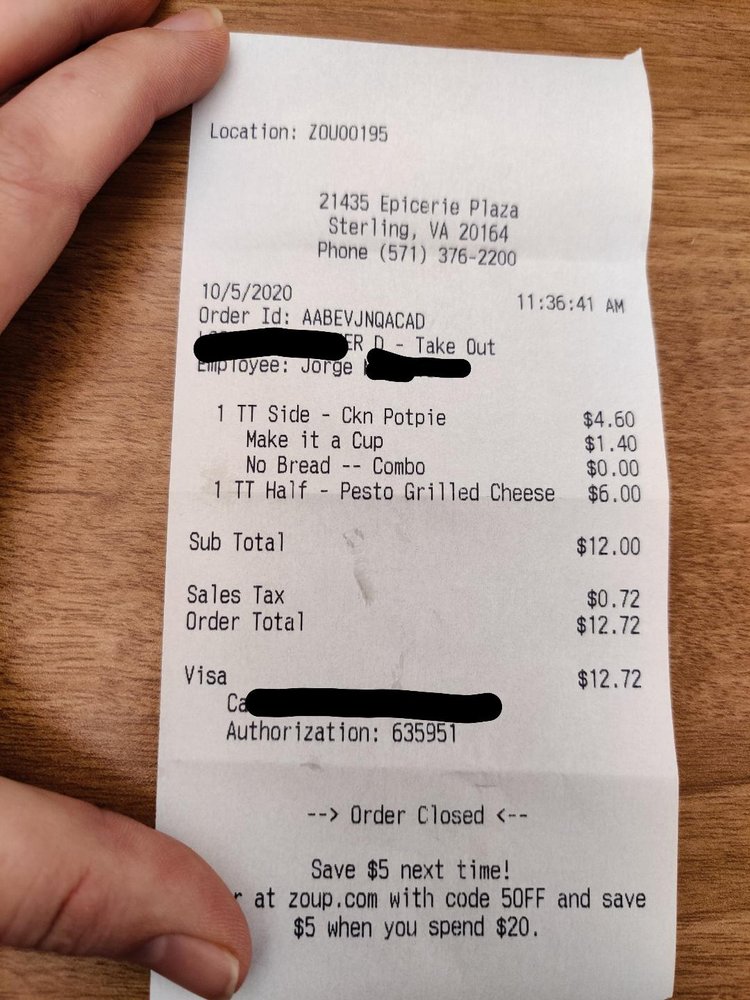 Location: ZOU00195
21435 Epicerie Plaza
Sterling, VA 20164
Phone (571) 376-2200
10/5/2020 11:36:41 AM
Order Id: AABEVJNQACAD
D - Take Out
Employee: Jorge
1 TT Side - Ckn Potpie $4.60
Make it a Cup $1.40
No Bread -- Combo $0.00
1 TT Half - Pesto Grilled Cheese $6.00
Sub Total $12.00
Sales Tax $0.72
Order Total $12.72
Visa $12.72
Authorization: 635951
--> Order Closed <--
Save $5 next time!
at zoup.com with code 5OFF and save
$5 when you spend $20.